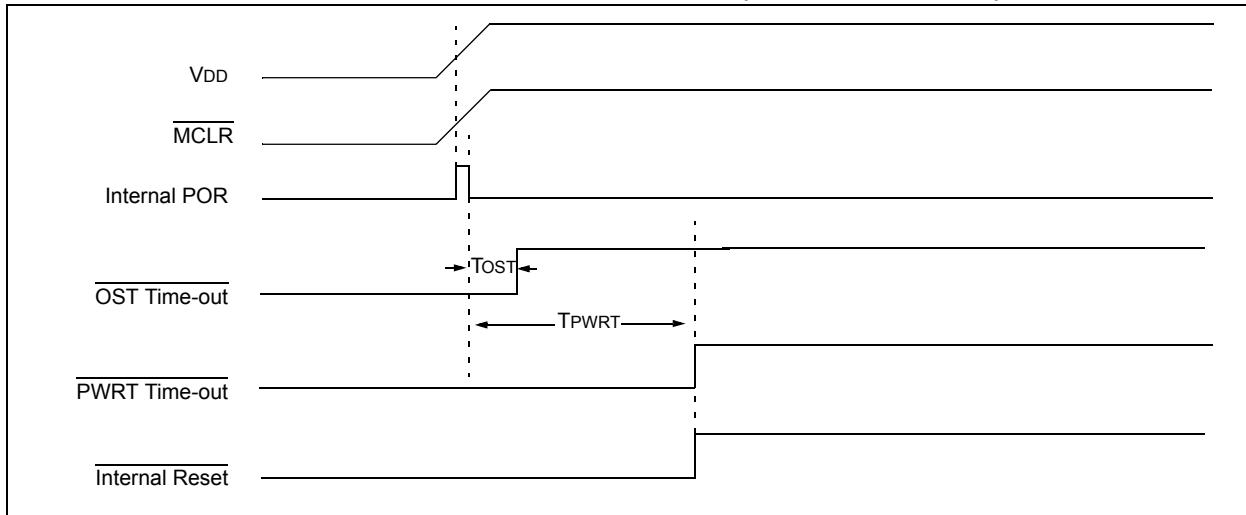 VDD
MCLR
Internal POR
TOST
OST Time-out
TPWRT
PWRT Time-out
Internal Reset